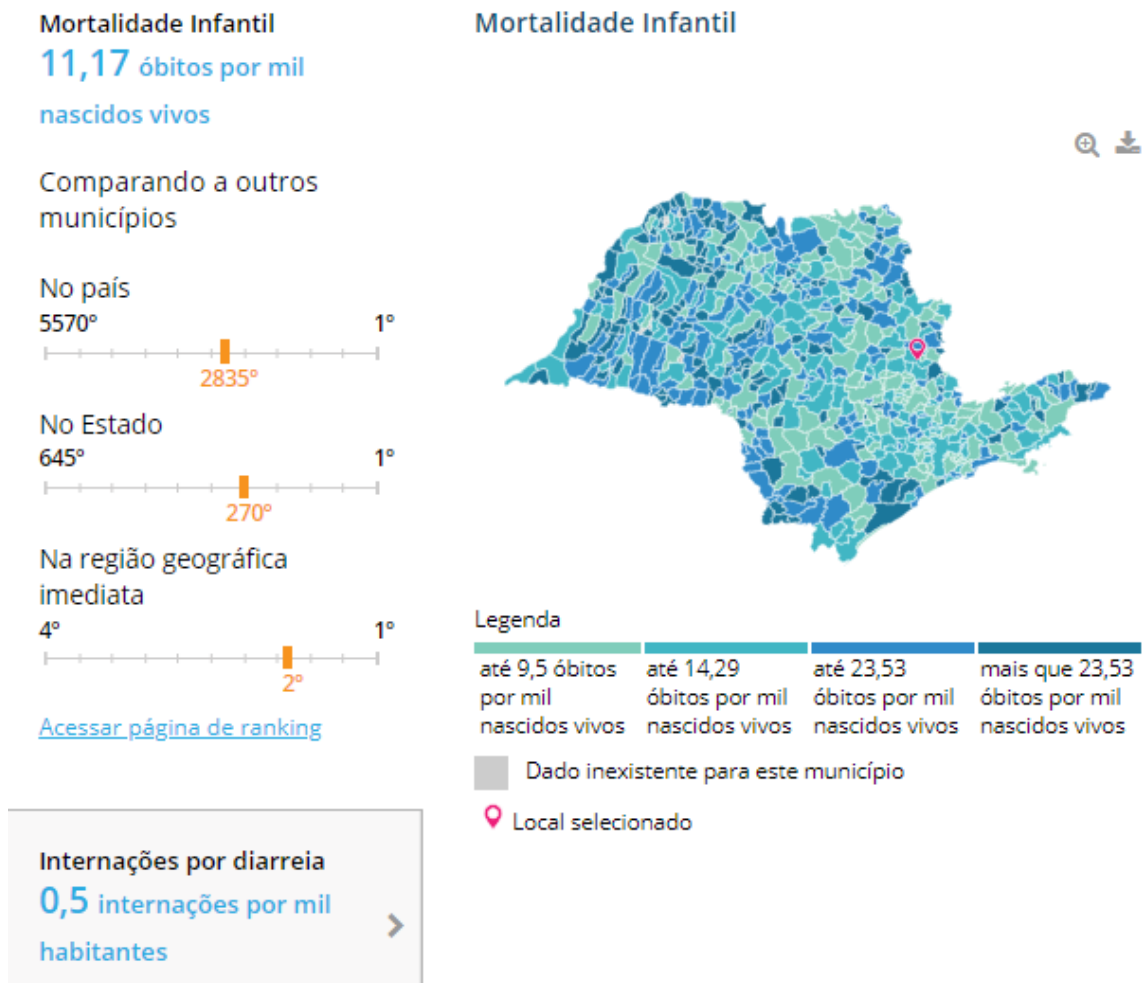 Mortalidade Infantil
11,17 óbitos por mil
nascidos vivos
Comparando a outros
municípios
No país
5570º 1º
2835º
No Estado
645º 1º
270º
Na região geográfica
imediata
4º 1º
2º
Acessar página de ranking
Internações por diarreia
0,5 internações por mil
habitantes
Mortalidade Infantil
Legenda
até 9,5 óbitos
por mil
nascidos vivos
até 14,29
óbitos por mil
nascidos vivos
até 23,53
óbitos por mil
nascidos vivos
mais que 23,53
óbitos por mil
nascidos vivos
Dado inexistente para este município
Local selecionado